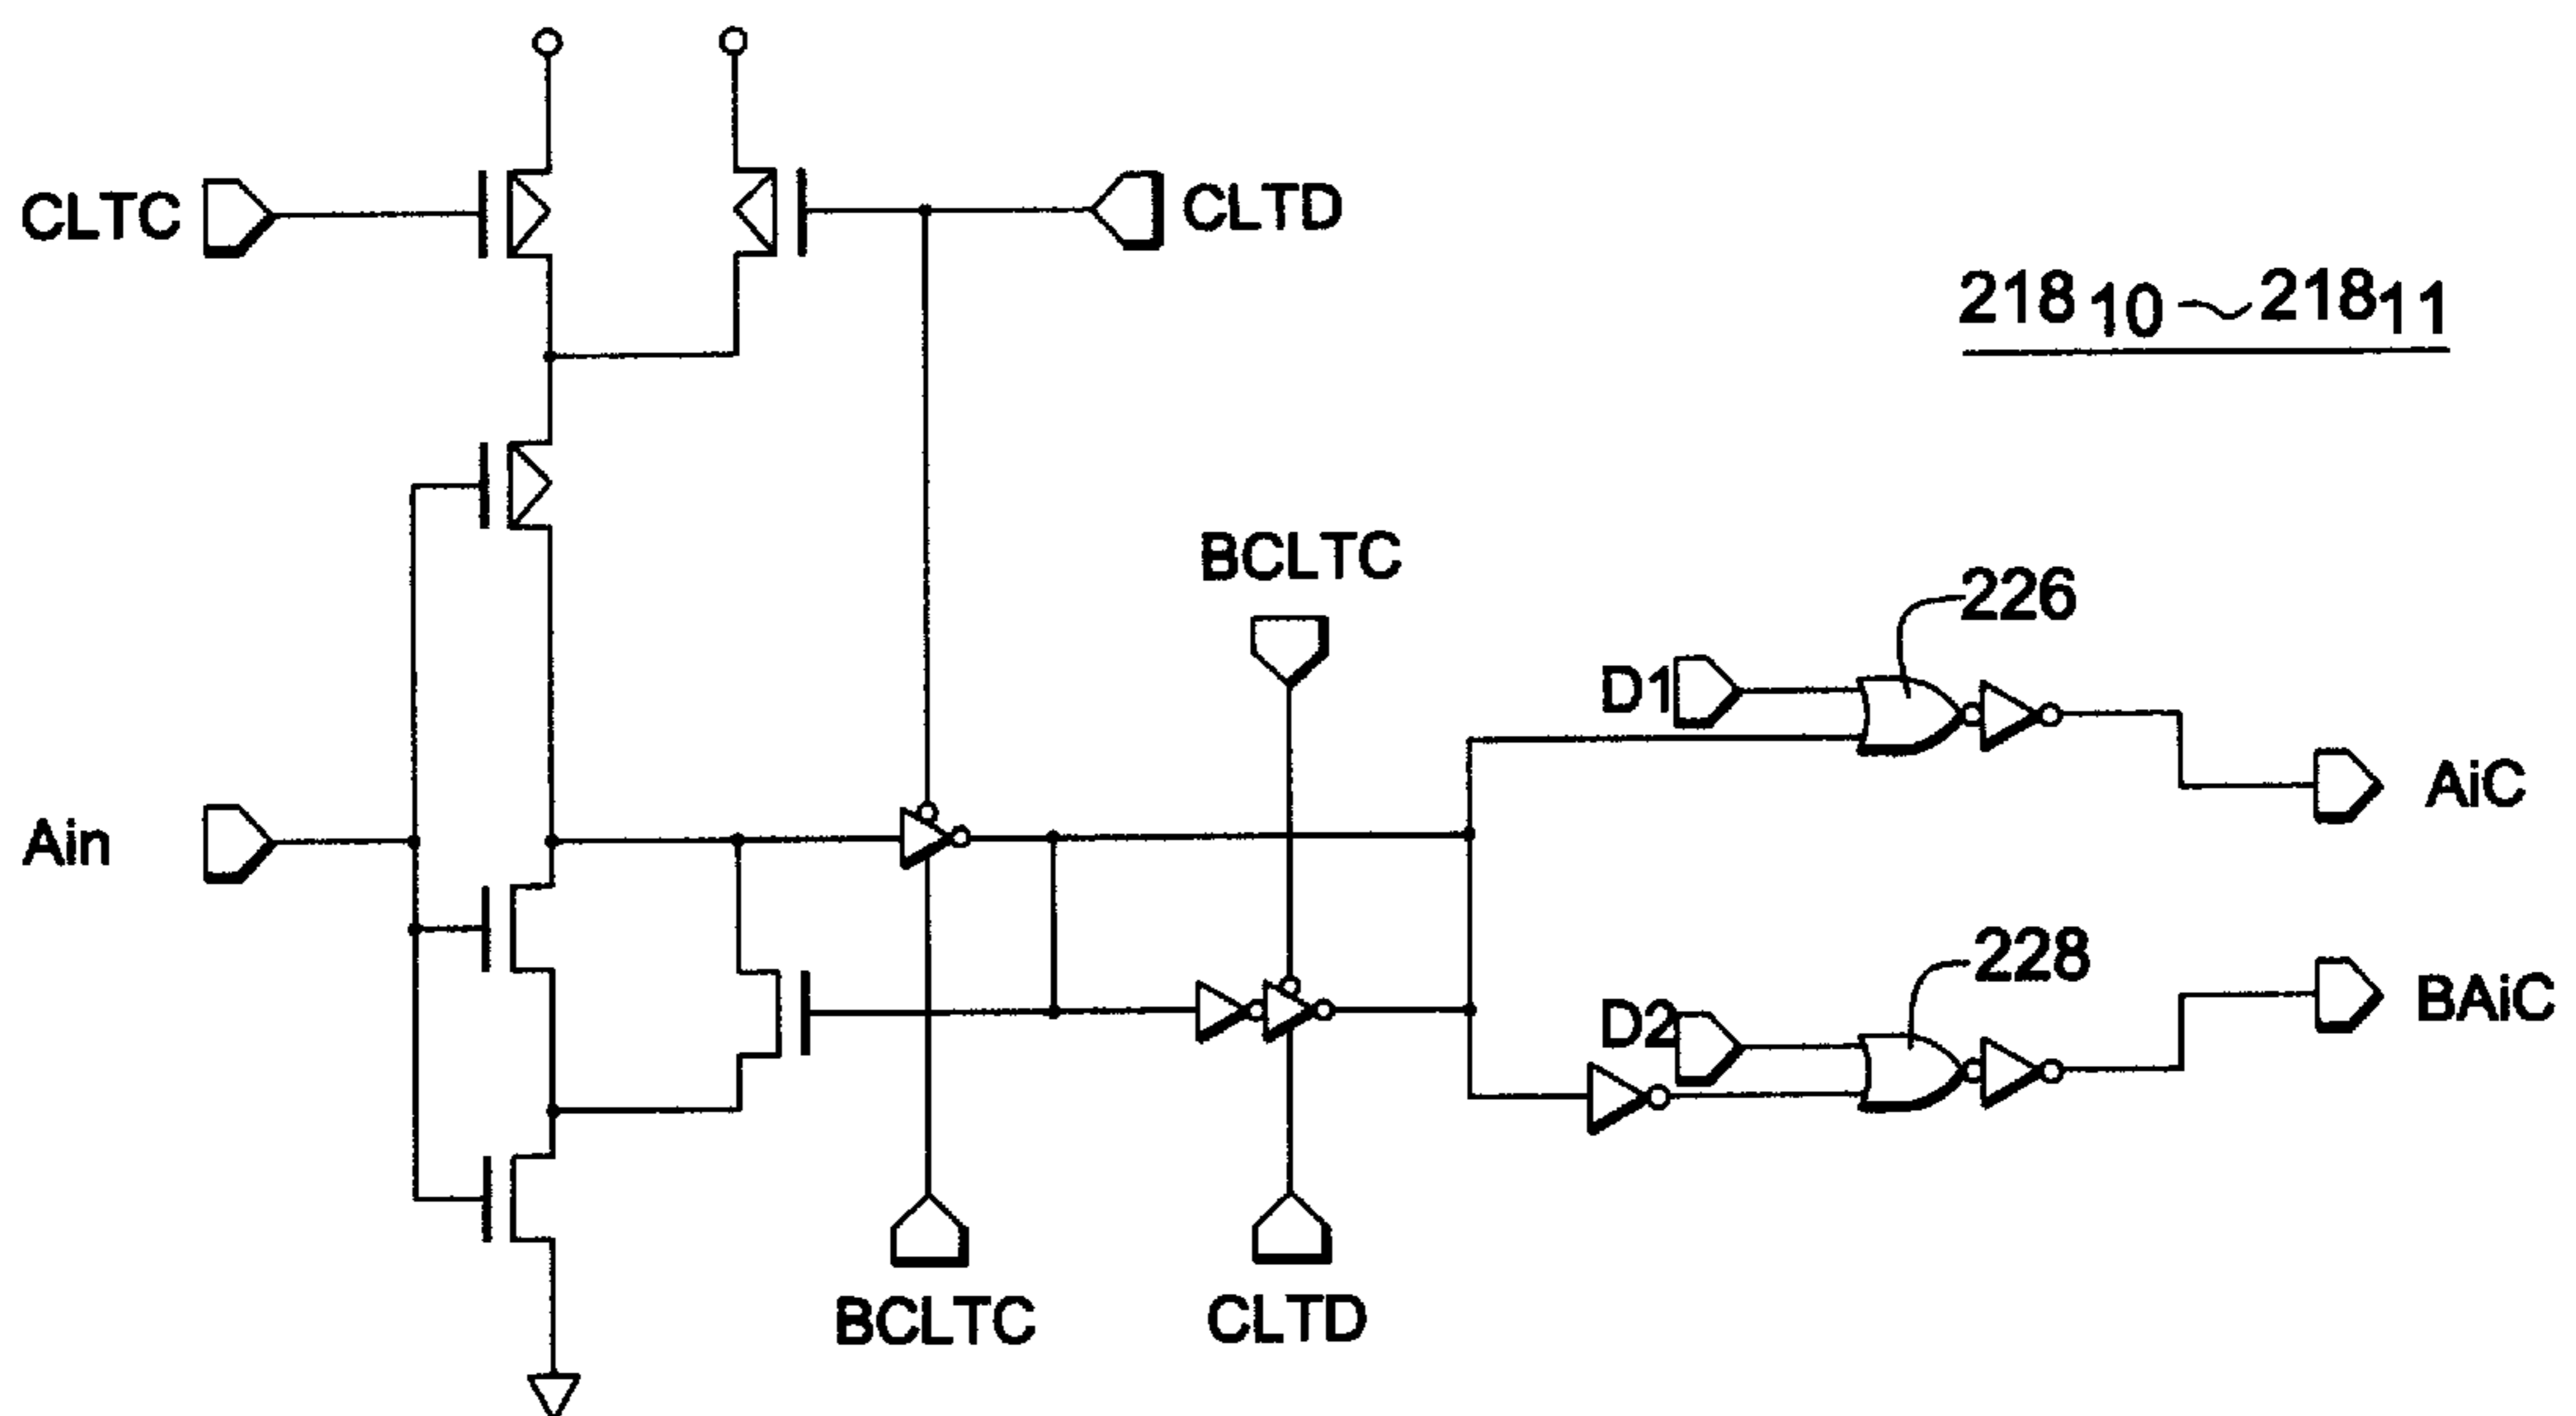 CLTC
CLTD
218 10 ~ 218 11
BCLTC
226
D1
AiC
Ain
228
D2
BAiC
BCLTC
CLTD